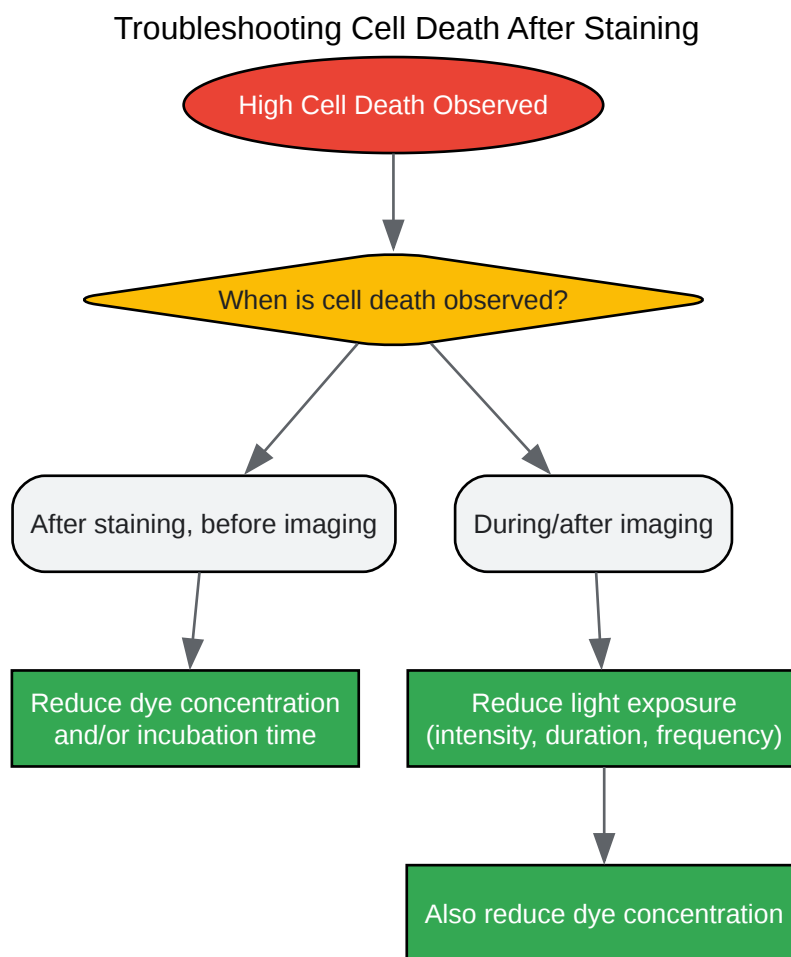 Troubleshooting Cell Death After Staining
High Cell Death Observed
When is cell death observed?
After staining, before imaging
During/after imaging
Reduce dye concentration
and/or incubation time
Reduce light exposure
(intensity, duration, frequency)
Also reduce dye concentration